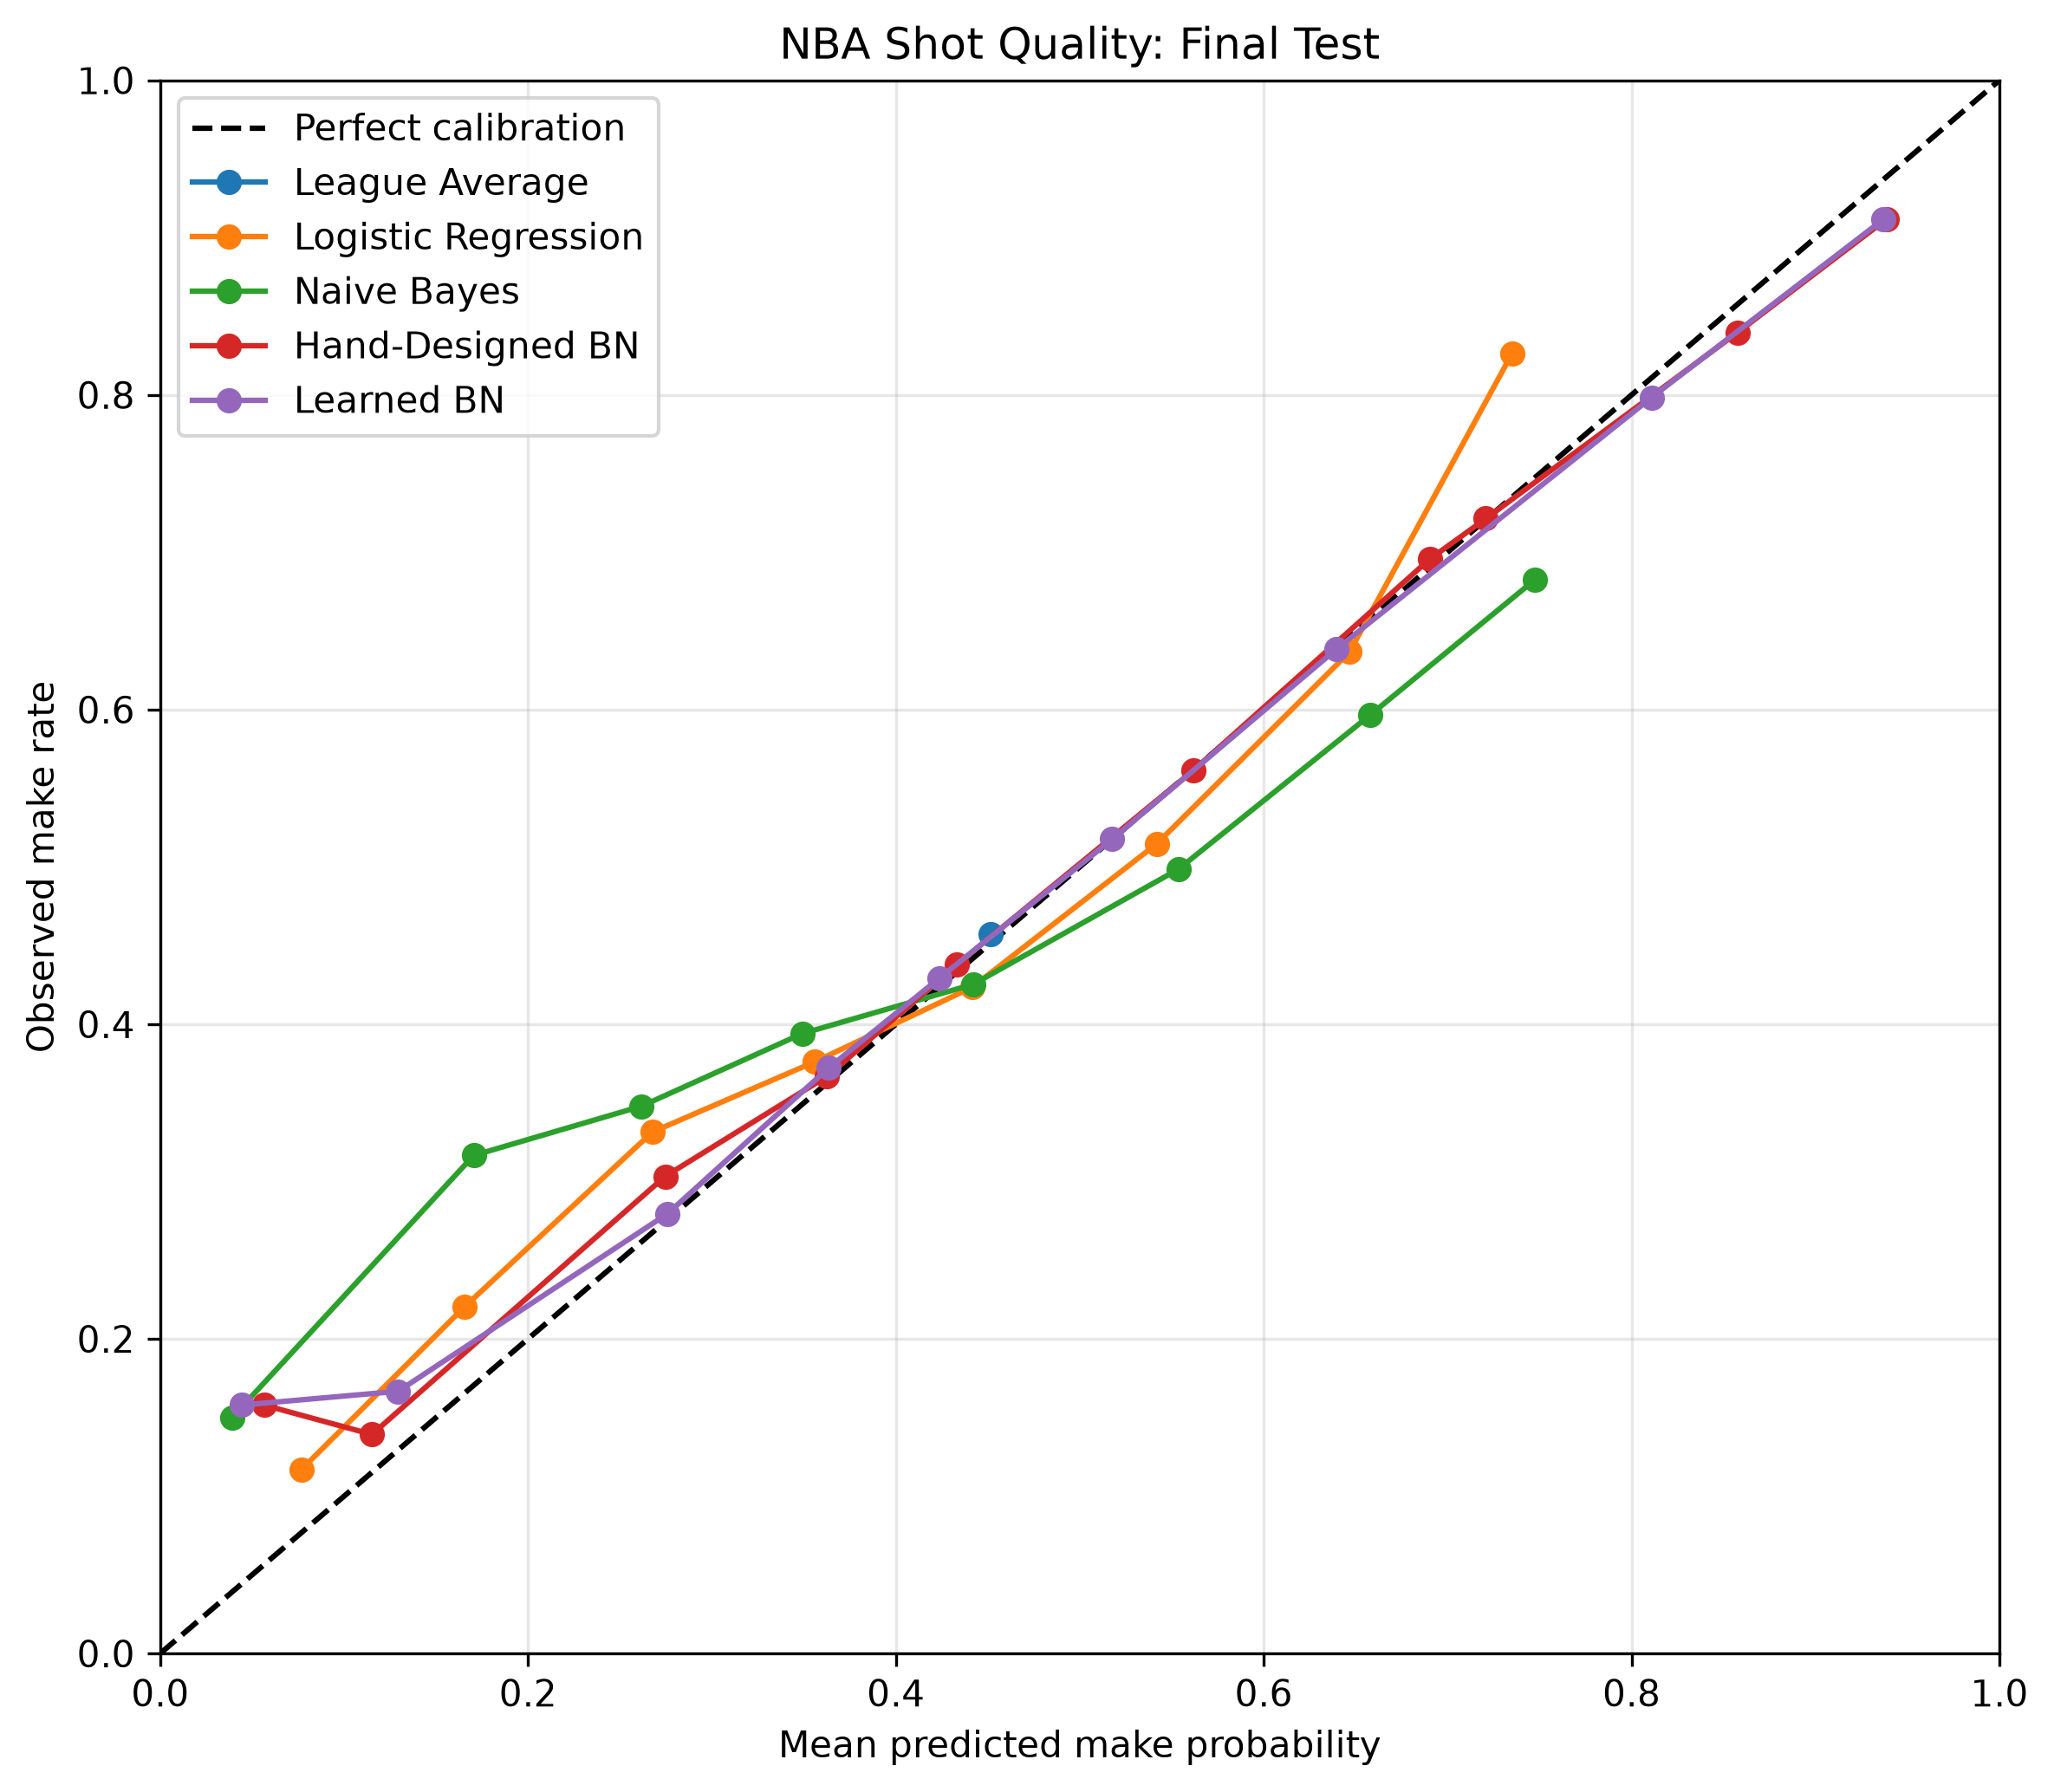 NBA Shot Quality: Final Test
1.0
0.8
0.6
0.4
0.2
0.0
Observed make rate
Perfect calibration
League Average
Logistic Regression
Naive Bayes
Hand-Designed BN
Learned BN
0.0 0.2 0.4 0.6 0.8 1.0
Mean predicted make probability